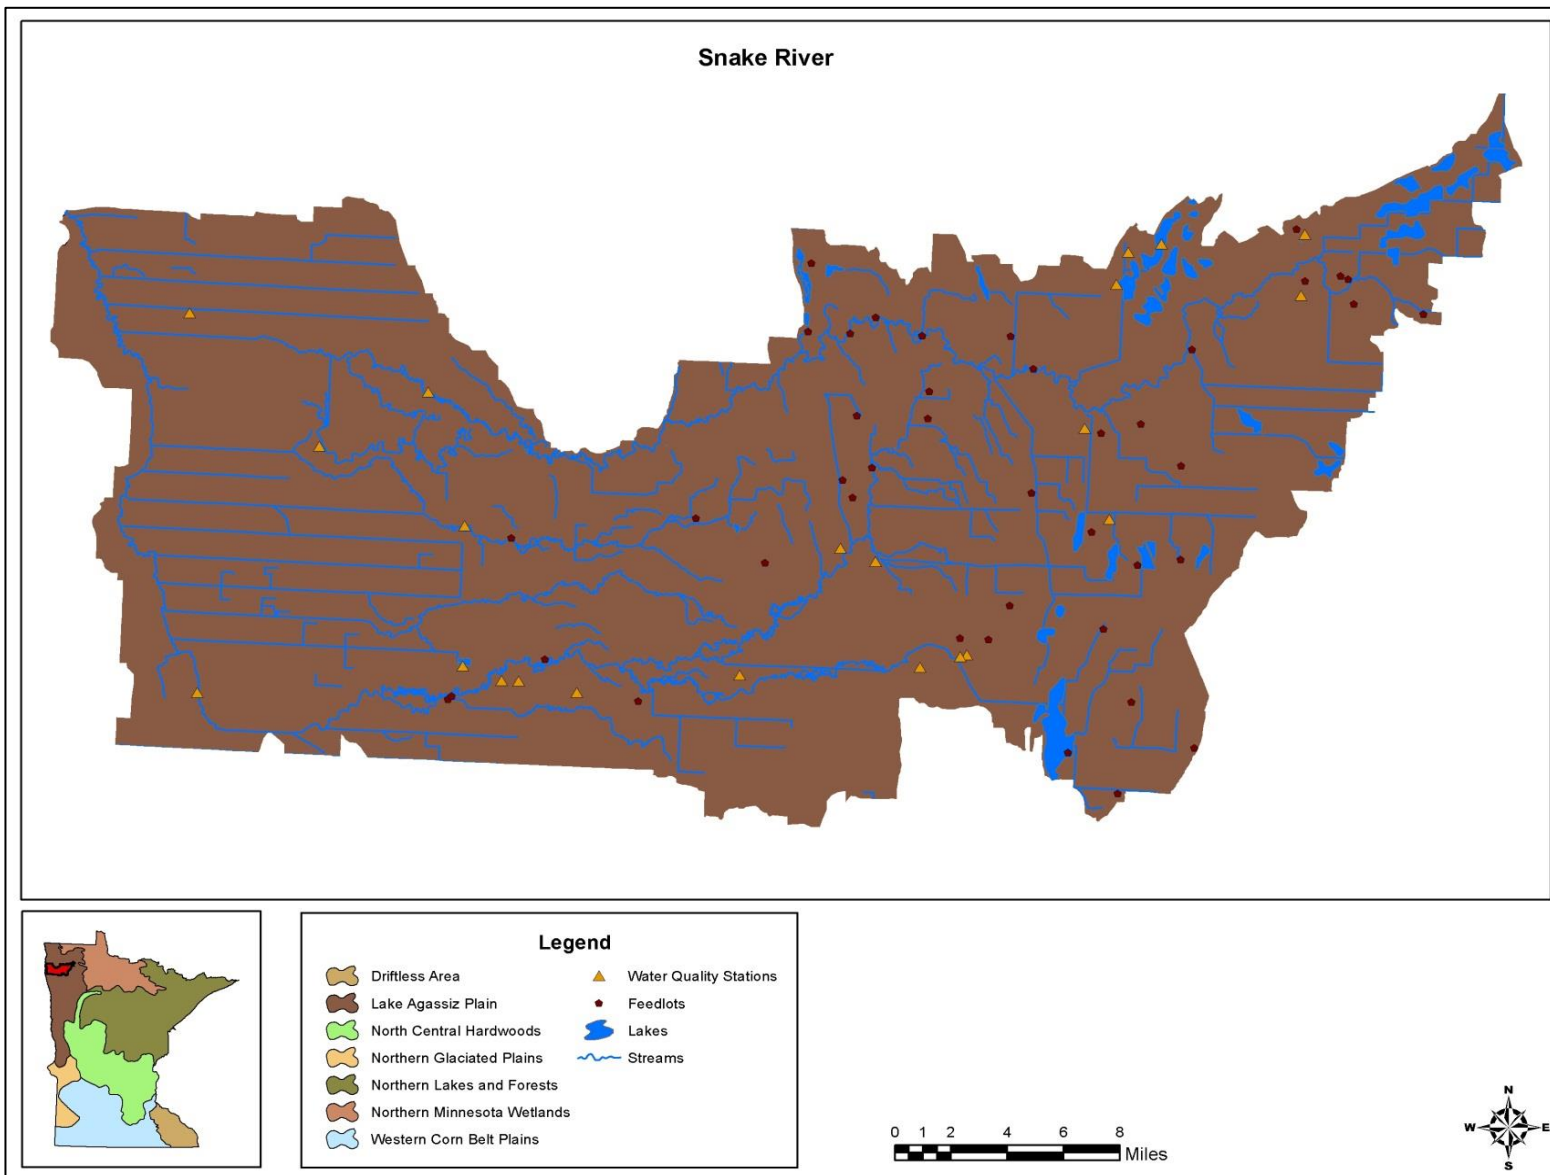 Snake River
Legend
Driftless Area
Lake Agassiz Plain
North Central Hardwoods
Northern Glaciated Plains
Northern Lakes and Forests
Northern Minnesota Wetlands
Western Corn Belt Plains
Water Quality Stations
Feedlots
Lakes
Streams
0 1 2 4 6 8
Miles
N
W E
S